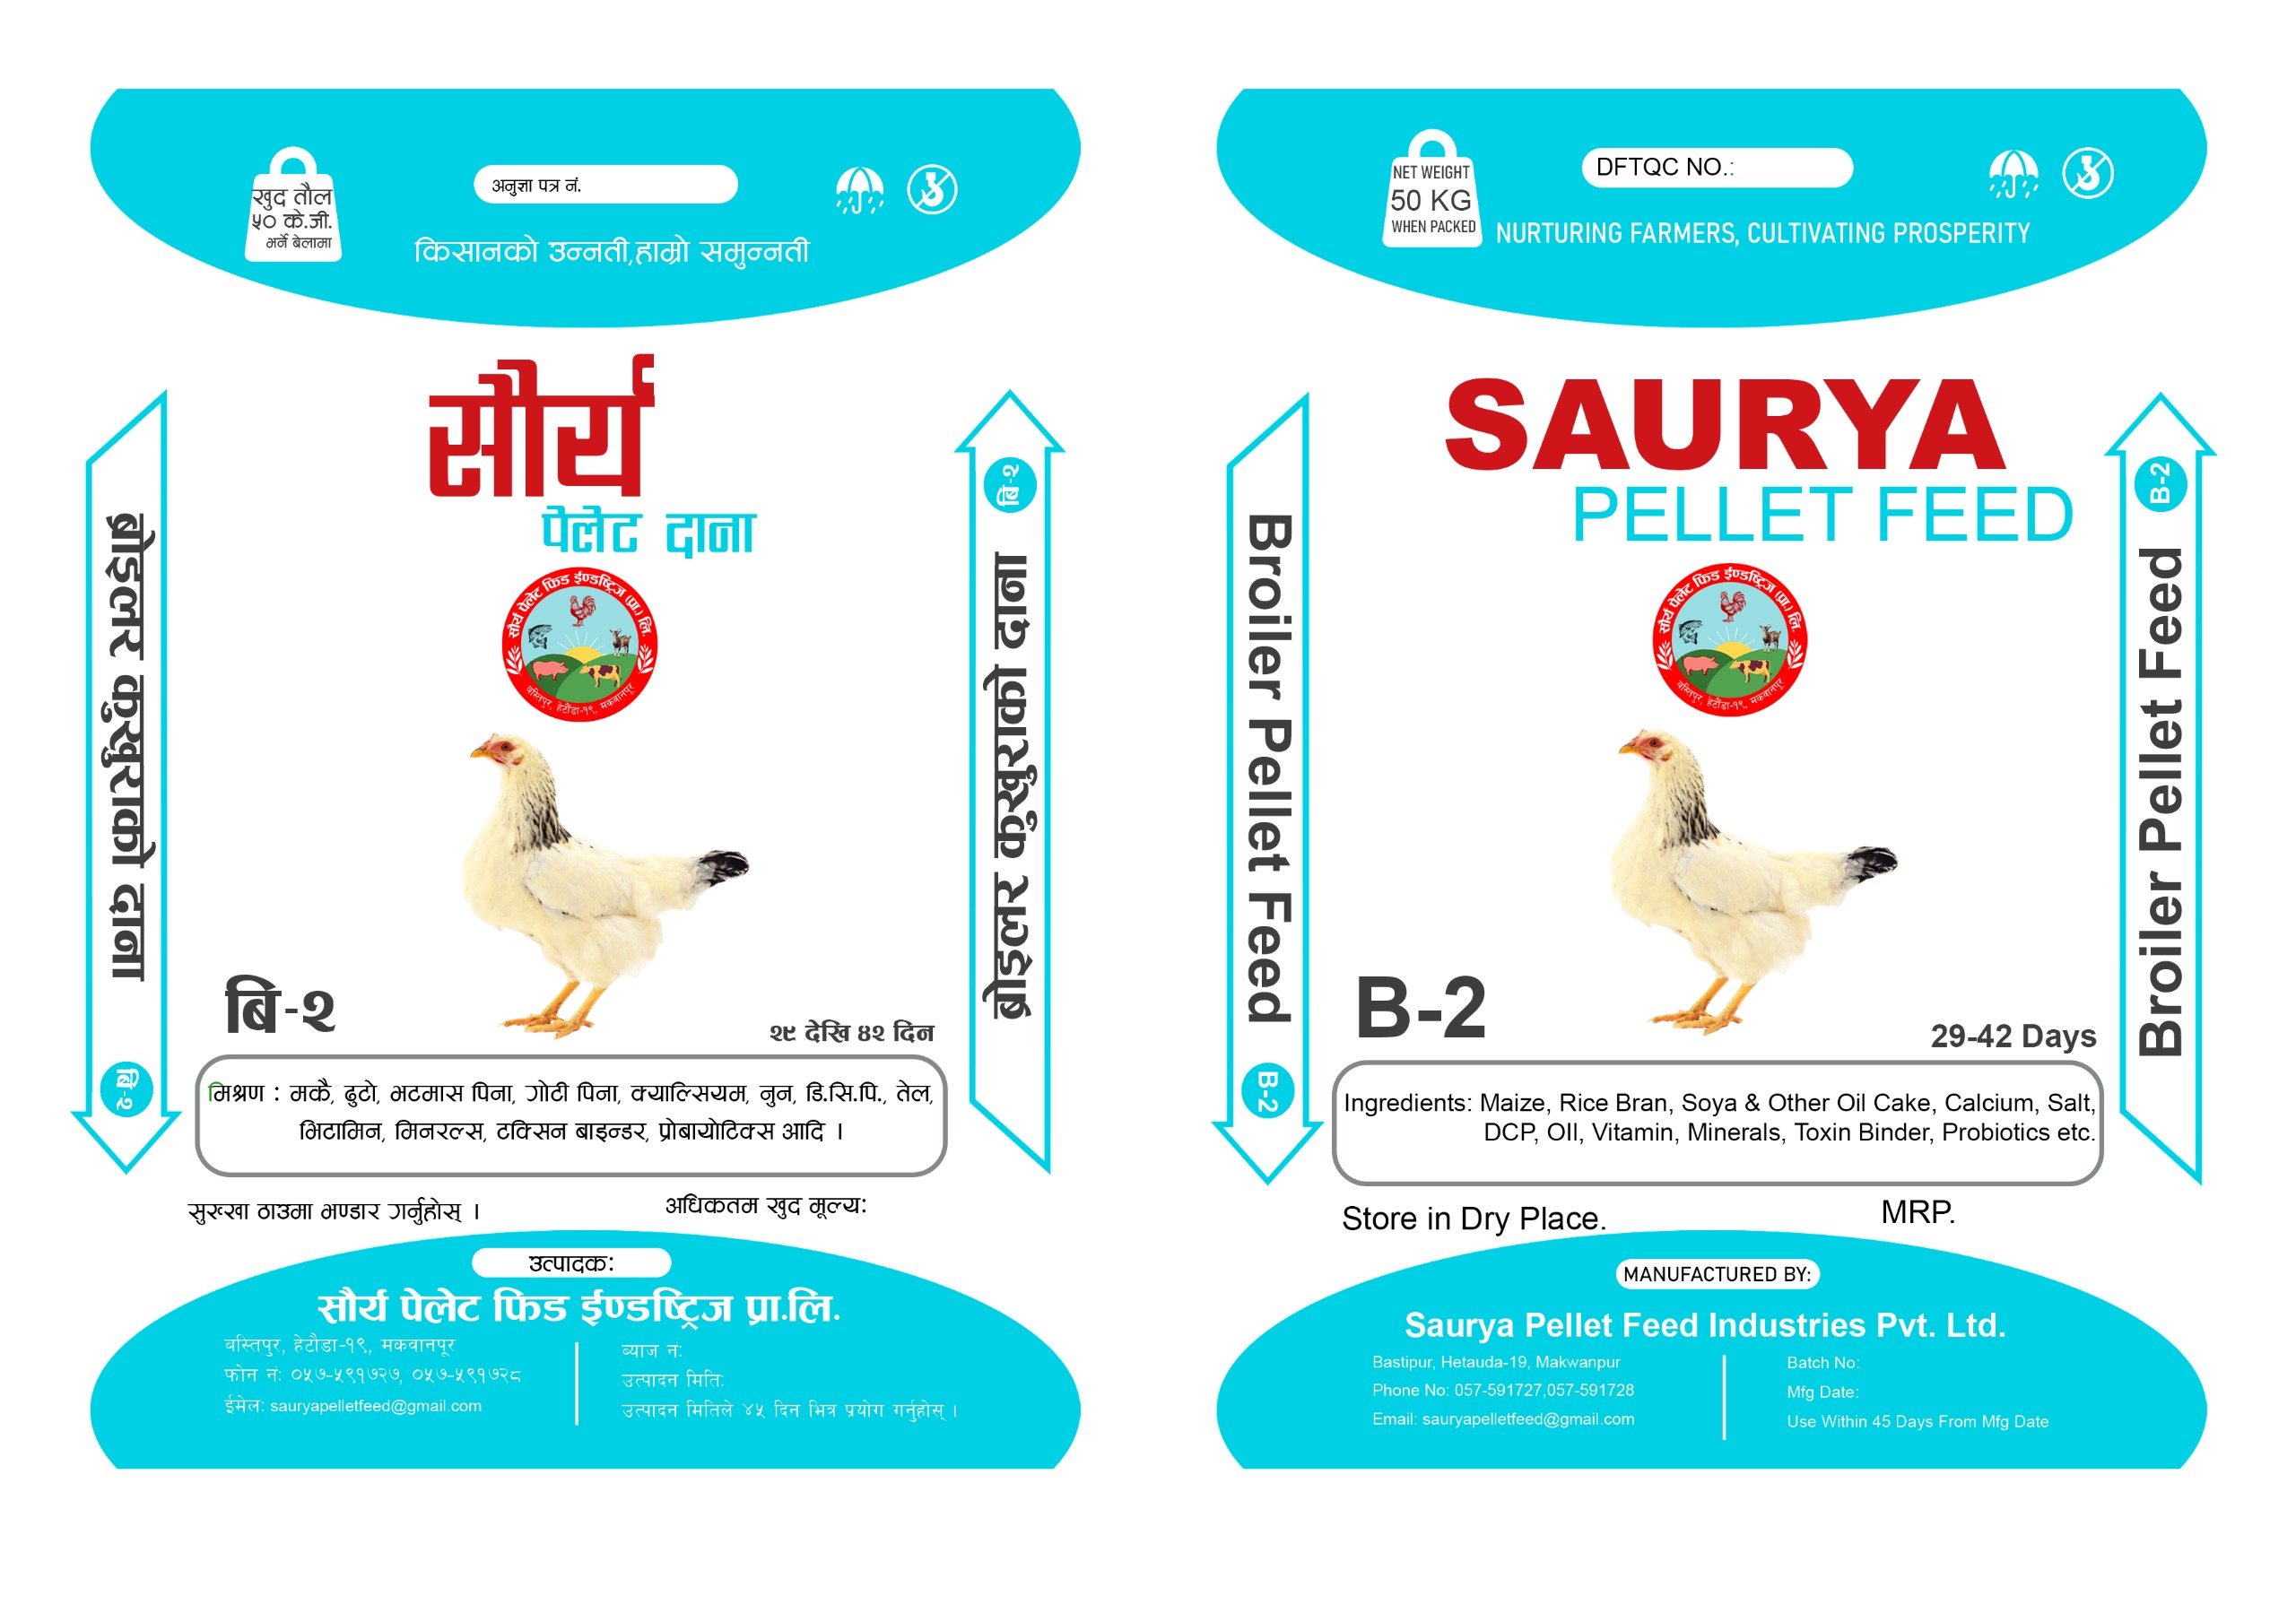 खुद तौल
५० के.जी.
भर्ने बेलामा
अनुज्ञा पत्र नं.
किसानको उन्नती,हाम्रो समुन्नती
सौर्य
पेलेट दाना
सौर्य पेलेट फिड ईण्डष्ट्रिज (प्रा.) लि.
बस्तिपुर, हेटौंडा-१९, मकवानपूर
ब्रोइलर कुखुराको दाना
बि-२
बि-२
ब्रोइलर कुखुराको दाना
बि-२
२९ देखि ४२ दिन
मिश्रण : मकै, ढुटो, भटमास पिना, गोटी पिना, क्याल्सियम, नुन, डि.सि.पि., तेल,
भिटामिन, मिनरल्स, टक्सिन बाइन्डर, प्रोबायोटिक्स आदि ।
सुख्खा ठाउमा भण्डार गर्नुहोस् ।
अधिकतम खुद मूल्य:
उत्पादक:
सौर्य पेलेट फिड ईण्डष्ट्रिज प्रा.लि.
बस्तिपुर, हेटौडा-१९, मकवानपूर
फोन नं: ०५७-५९१७२७, ०५७-५९१७२८
ईमेल: sauryapelletfeed@gmail.com
ब्याज न:
उत्पादन मिति:
उत्पादन मितिले ४५ दिन भित्र प्रयोग गर्नुहोस् ।
NET WEIGHT
50 KG
WHEN PACKED
DFTQC NO.:
NURTURING FARMERS, CULTIVATING PROSPERITY
SAURYA
PELLET FEED
सौर्य पेलेट फिड ईण्डष्ट्रिज (प्रा.) लि.
बस्तिपुर, हेटौंडा-१९, मकवानपूर
Broiler Pellet Feed
B-2
B-2
Broiler Pellet Feed
B-2
29-42 Days
Ingredients: Maize, Rice Bran, Soya & Other Oil Cake, Calcium, Salt,
DCP, OIl, Vitamin, Minerals, Toxin Binder, Probiotics etc.
Store in Dry Place.
MRP.
MANUFACTURED BY:
Saurya Pellet Feed Industries Pvt. Ltd.
Bastipur, Hetauda-19, Makwanpur
Phone No: 057-591727,057-591728
Email: sauryapelletfeed@gmail.com
Batch No:
Mfg Date:
Use Within 45 Days From Mfg Date